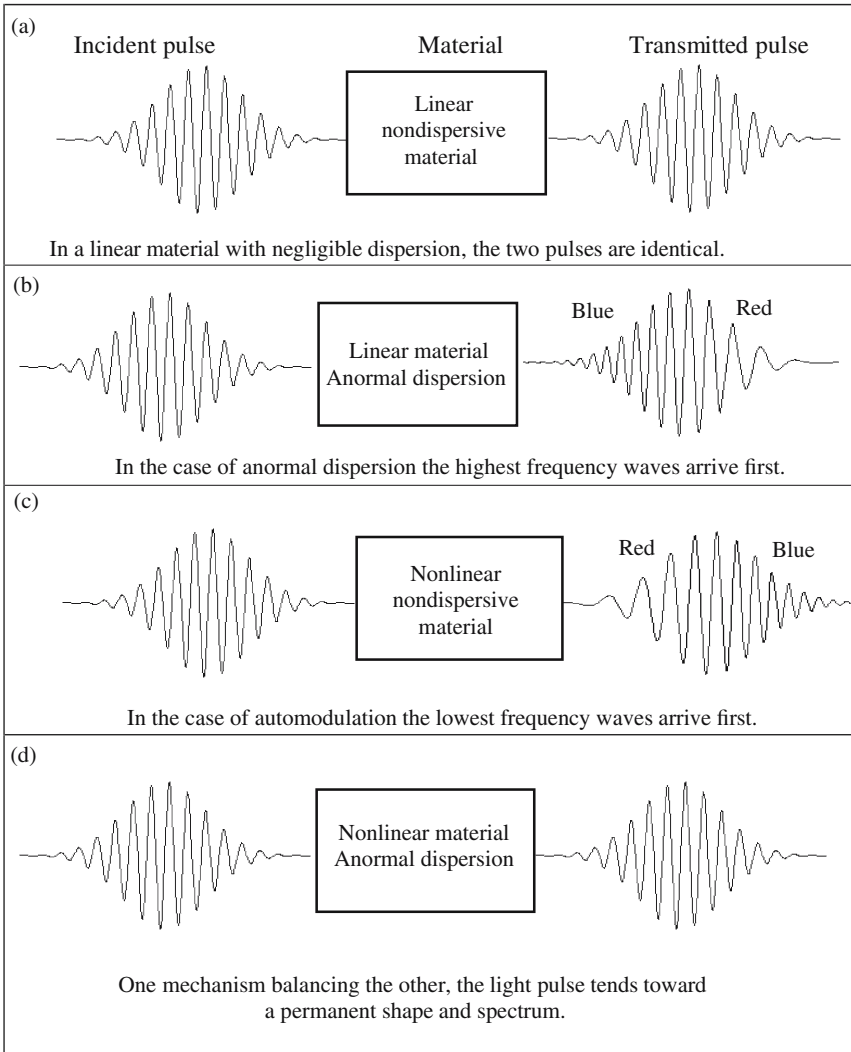 (a)
Incident pulse
Material
Transmitted pulse
Linear
nondispersive
material
In a linear material with negligible dispersion, the two pulses are identical.
(b)
Linear material
Anormal dispersion
Blue
Red
In the case of anormal dispersion the highest frequency waves arrive first.
(c)
Nonlinear
nondispersive
material
Red
Blue
In the case of automodulation the lowest frequency waves arrive first.
(d)
Nonlinear material
Anormal dispersion
One mechanism balancing the other, the light pulse tends toward
a permanent shape and spectrum.